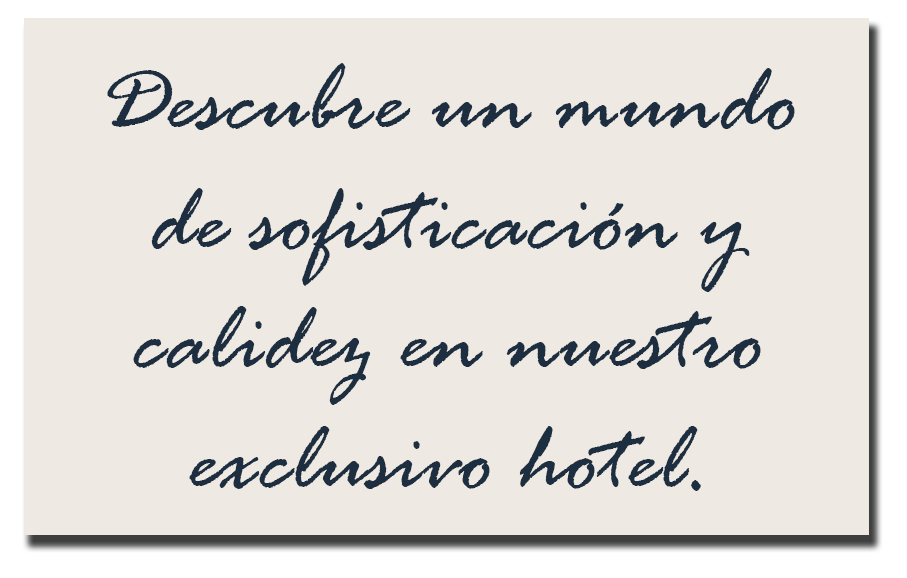 Descubre un mundo
de sofisticación y
calidez en nuestro
exclusivo hotel.